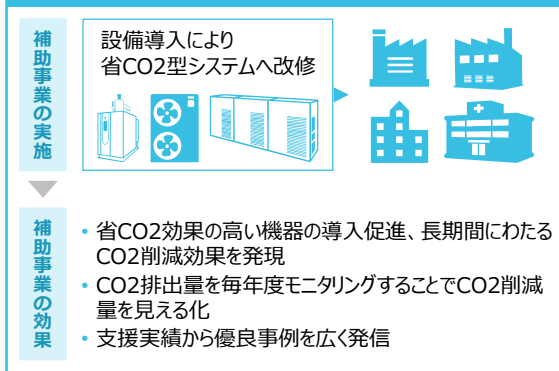 補助事業の実施
設備導入により
省CO2型システムへ改修
補助事業の効果
• 省CO2効果の高い機器の導入促進、長期間にわたる
CO2削減効果を発現
• CO2排出量を毎年度モニタリングすることでCO2削減
量を見える化
• 支援実績から優良事例を広く発信